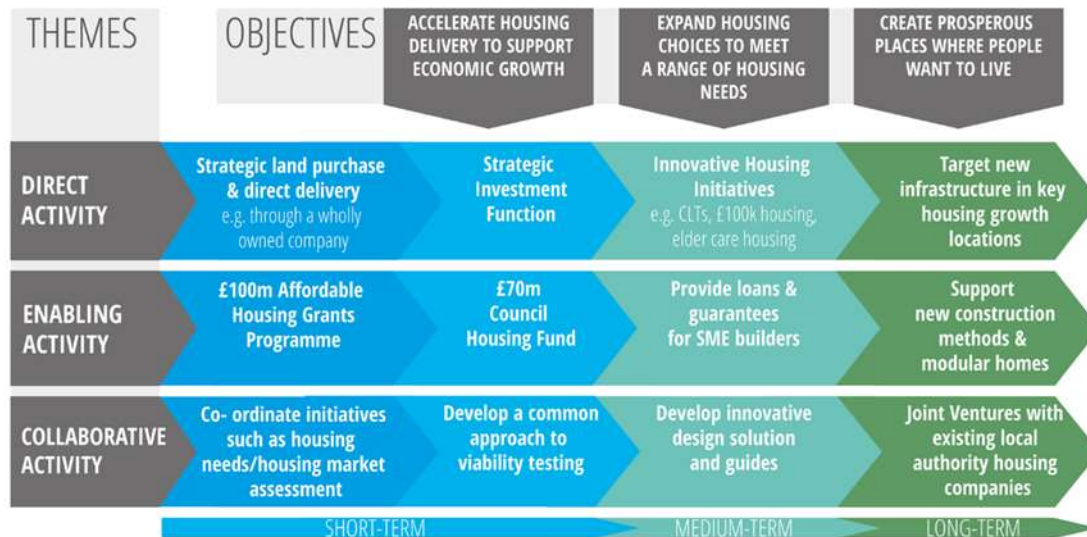 THEMES
OBJECTIVES
ACCELERATE HOUSING
DELIVERY TO SUPPORT
ECONOMIC GROWTH
EXPAND HOUSING
CHOICES TO MEET
A RANGE OF HOUSING
NEEDS
CREATE PROSPEROUS
PLACES WHERE PEOPLE
WANT TO LIVE
DIRECT
ACTIVITY
Strategic land purchase
& direct delivery
e.g. through a wholly
owned company
Strategic
Investment
Function
Innovative Housing
Initiatives
e.g. CLTs, £100k housing,
elder care housing
Target new
infrastructure in key
housing growth
locations
ENABLING
ACTIVITY
£100m Affordable
Housing Grants
Programme
£70m
Council
Housing Fund
Provide loans &
guarantees
for SME builders
Support
new construction
methods &
modular homes
COLLABORATIVE
ACTIVITY
Co- ordinate initiatives
such as housing
needs/housing market
assessment
Develop a common
approach to
viability testing
Develop innovative
design solution
and guides
Joint Ventures with
existing local
authority housing
companies
SHORT-TERM
MEDIUM-TERM
LONG-TERM